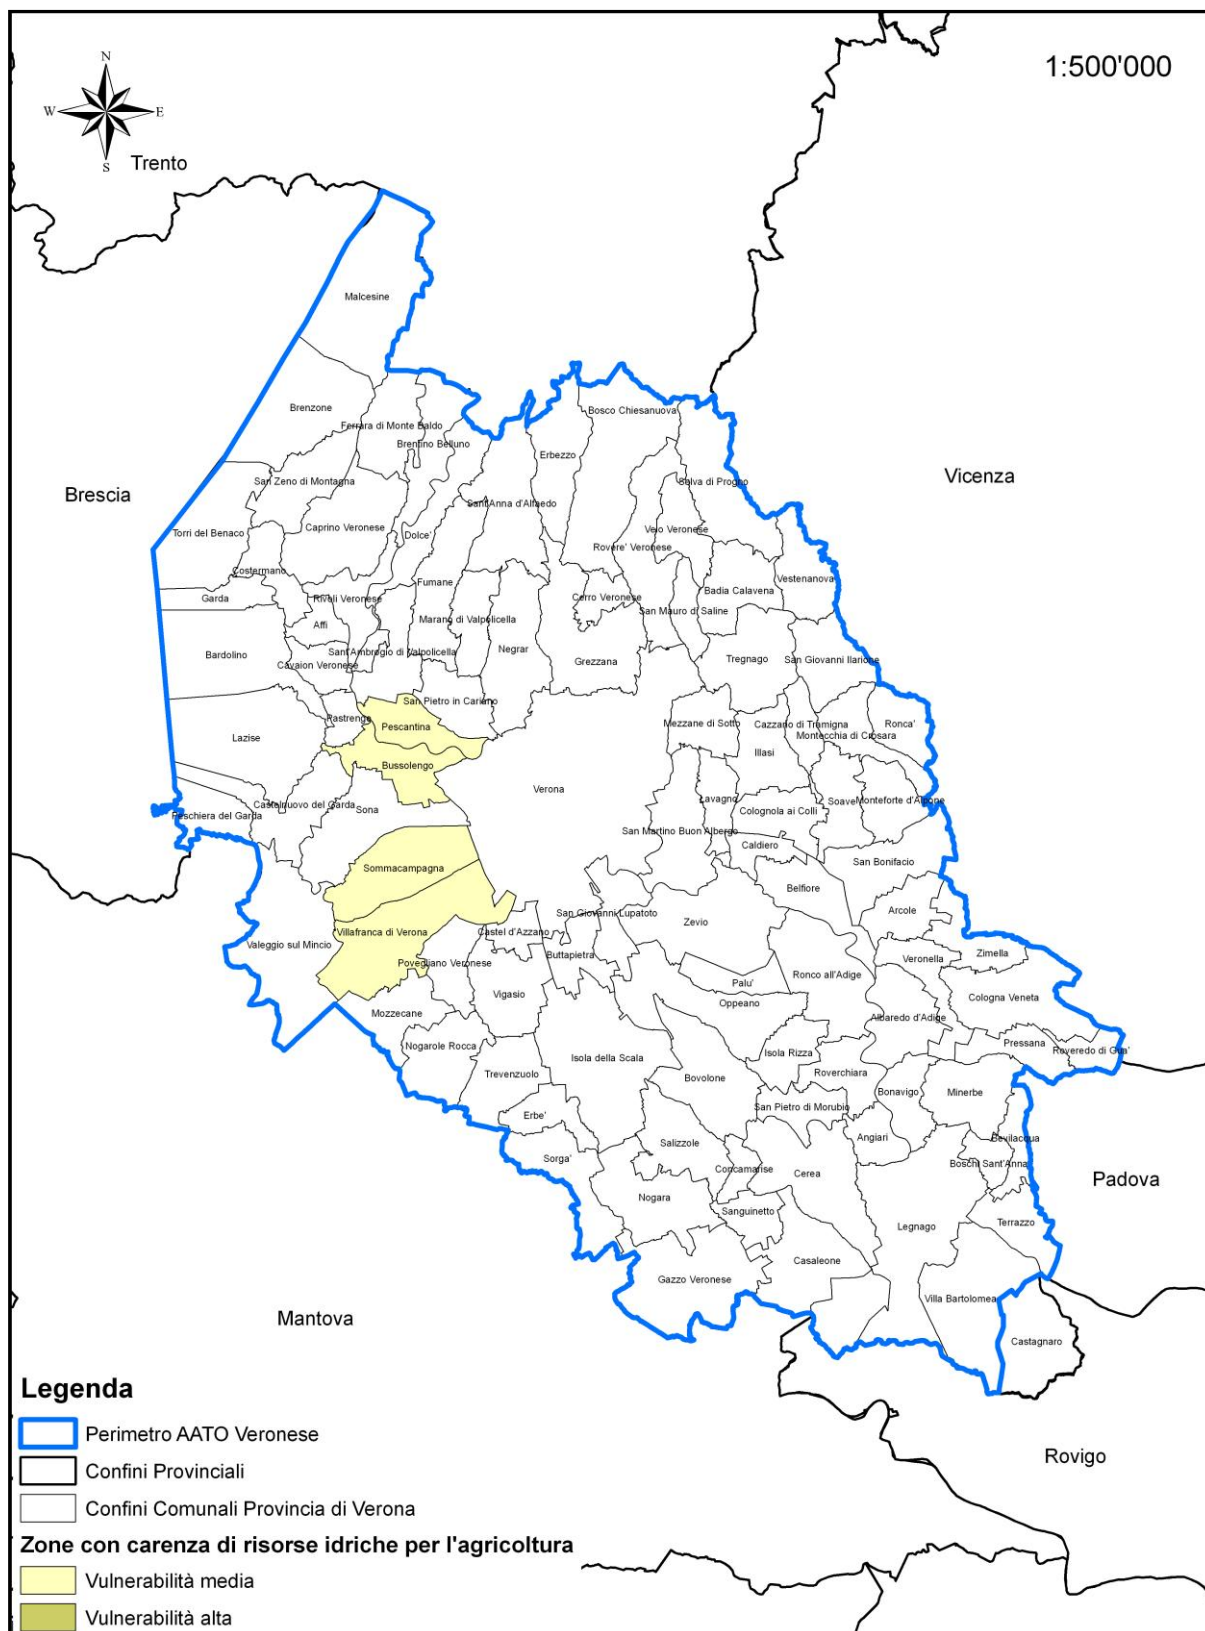 1:500'000
N
W
E
S
Trento
Malcesine
Brenzone
Bosco Chiesanuova
Ferrara di Monte Baldo
Brentino Belluno
Erbezzo
Vicenza
San Zeno di Montagna
Selva di Progno
Brescia
Sant'Anna d'Alfaedo
Caprino Veronese
Velo Veronese
Torri del Benaco
Dolce'
Rovere' Veronese
Costermano
Vestenanova
Fumane
Badia Calavena
Garda
Rivoli Veronese
Cerro Veronese
San Mauro di Saline
Affi
Marano di Valpolicella
Negrar
Bardolino
Sant'Ambrogio di Valpolicella
Cavaion Veronese
Grezzana
Tregnago
San Giovanni Ilarione
San Pietro in Cariano
Pastrengo
Pescantina
Mezzane di Sotto
Cazzano di Tramigna
Ronca'
Lazise
Montecchia di Crosara
Illasi
Bussolengo
Verona
Castelnuovo del Garda
Sona
Lavagno
Soave
Monteforte d'Alpone
Peschiera del Garda
Colognola ai Colli
San Martino Buon Albergo
Caldiero
San Bonifacio
Sommacampagna
Belfiore
San Giovanni Lupatoto
Zevio
Arcole
Villafranca di Verona
Castel d'Azzano
Valeggio sul Mincio
Buttapietra
Zimella
Veronella
Povegliano Veronese
Ronco all'Adige
Palu'
Vigasio
Cologna Veneta
Oppeano
Mozzecane
Albaredo d'Adige
Pressana
Nogarole Rocca
Isola Rizza
Roveredo di Gua'
Isola della Scala
Trevenzuolo
Roverchiara
Bovolone
Bonavigo
Minerbe
San Pietro di Morubio
Erbe'
Angiari
Bevilacqua
Salizzole
Sorga'
Boschi Sant'Anna
Concamarise
Cerea
Padova
Nogara
Sanguinetto
Terrazzo
Legnago
Casaleone
Gazzo Veronese
Villa Bartolomea
Mantova
Castagnaro
Rovigo
Legenda
Perimetro AATO Veronese
Confini Provinciali
Confini Comunali Provincia di Verona
Zone con carenza di risorse idriche per l'agricoltura
Vulnerabilità media
Vulnerabilità alta